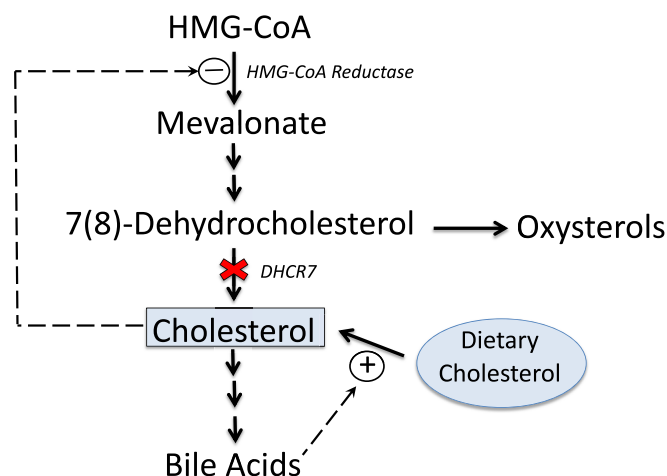 HMG-CoA
− HMG-CoA Reductase
Mevalonate
7(8)-Dehydrocholesterol
Oxysterols
DHCR7
Cholesterol
Dietary
Cholesterol
+
Bile Acids